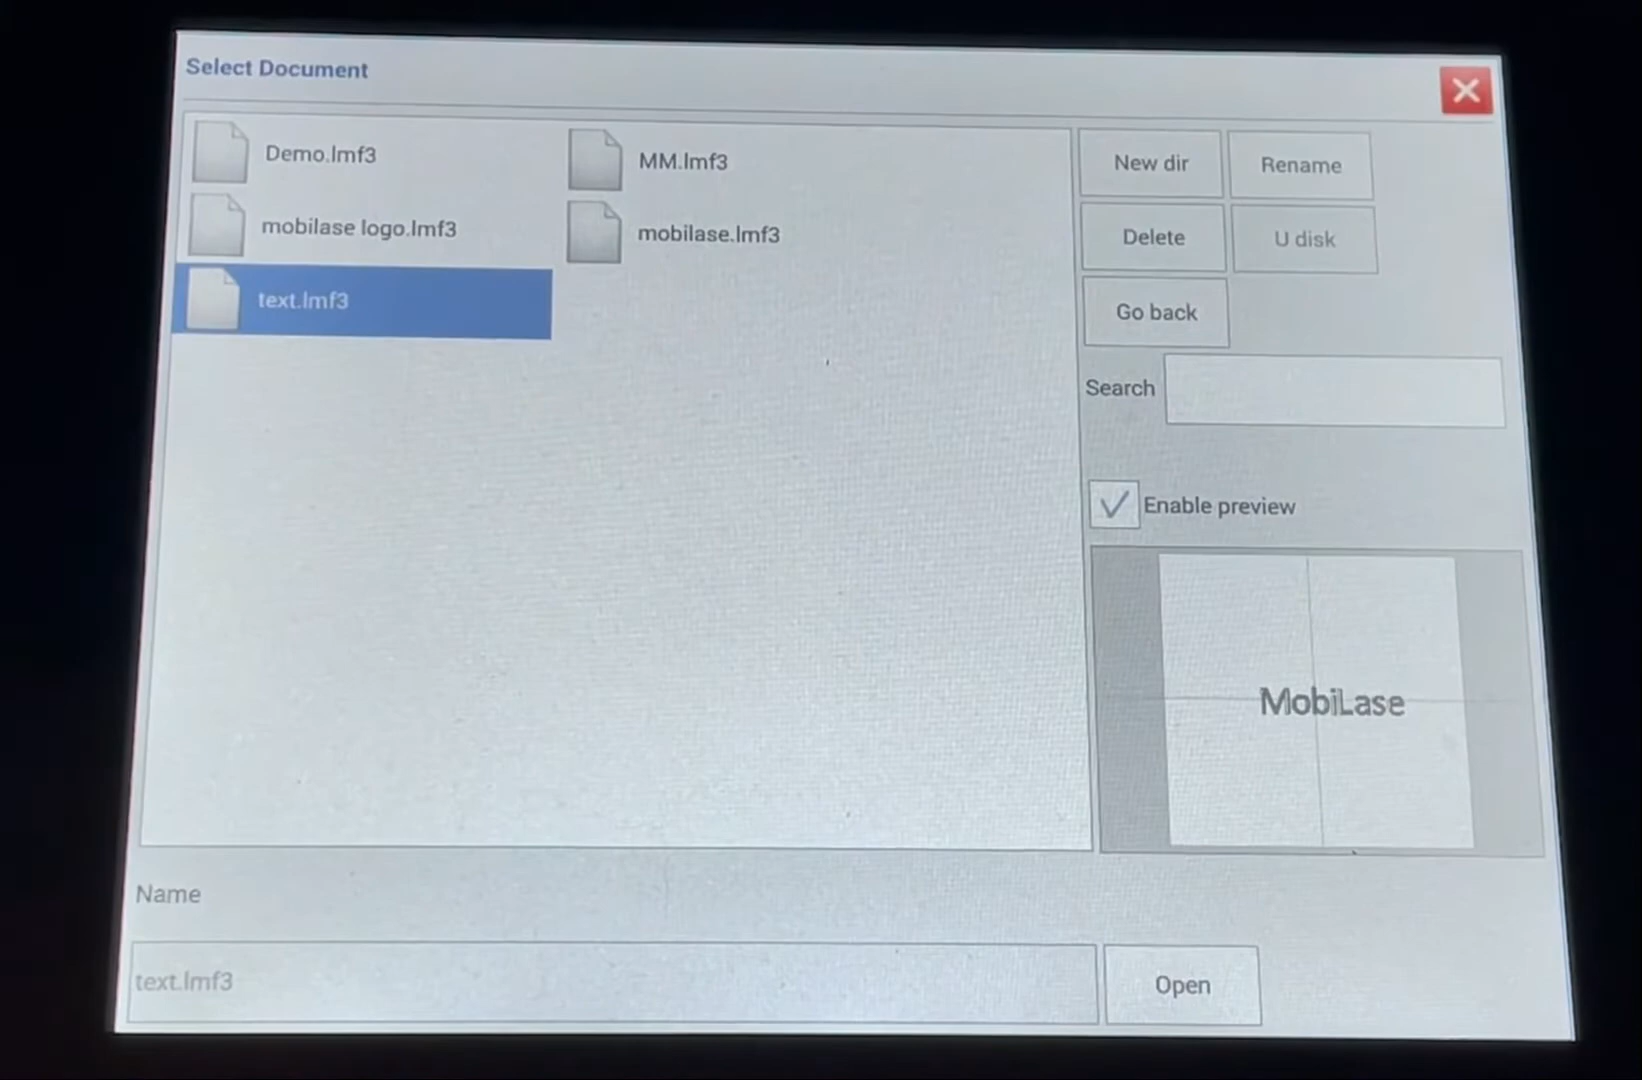 Select Document
Demo.lmf3
MM.lmf3
mobilase logo.lmf3
mobilase.lmf3
text.lmf3
New dir
Rename
Delete
U disk
Go back
Search
Enable preview
MobiLase
Name
text.lmf3
Open